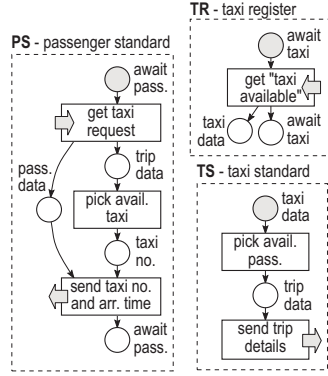 PS - passenger standard
await
pass.
get taxi
request
pass.
data
trip
data
pick avail.
taxi
taxi
no.
send taxi no.
and arr. time
await
pass.
TR - taxi register
await
taxi
get "taxi
available"
taxi
data
await
taxi
TS - taxi standard
taxi
data
pick avail.
pass.
trip
data
send trip
details